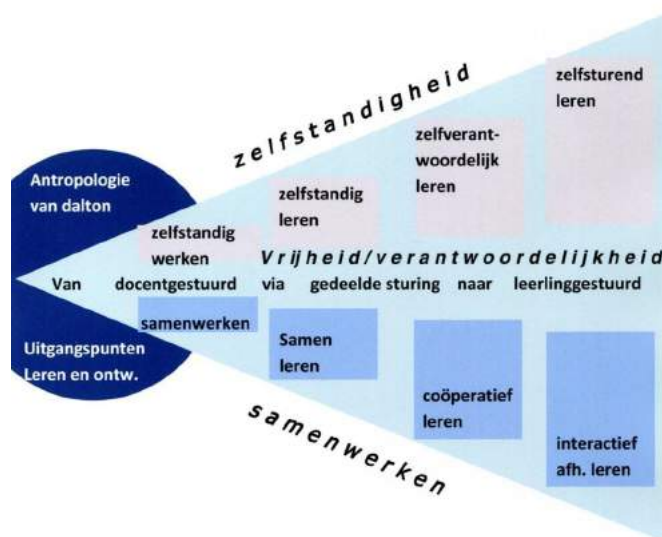 zelfstandigheid
zelfsturend
leren
zelfverant-
woordelijk
leren
Antropologie
van dalton
zelfstandig
leren
zelfstandig
werken
Vrijheid/verantwoordelijkheid
Van docentgestuurd via gedeelde sturing naar leerlinggestuurd
samenwerken
Samen
leren
Uitgangspunten
Leren en ontw.
coöperatief
leren
interactief
afh. leren
samenwerken